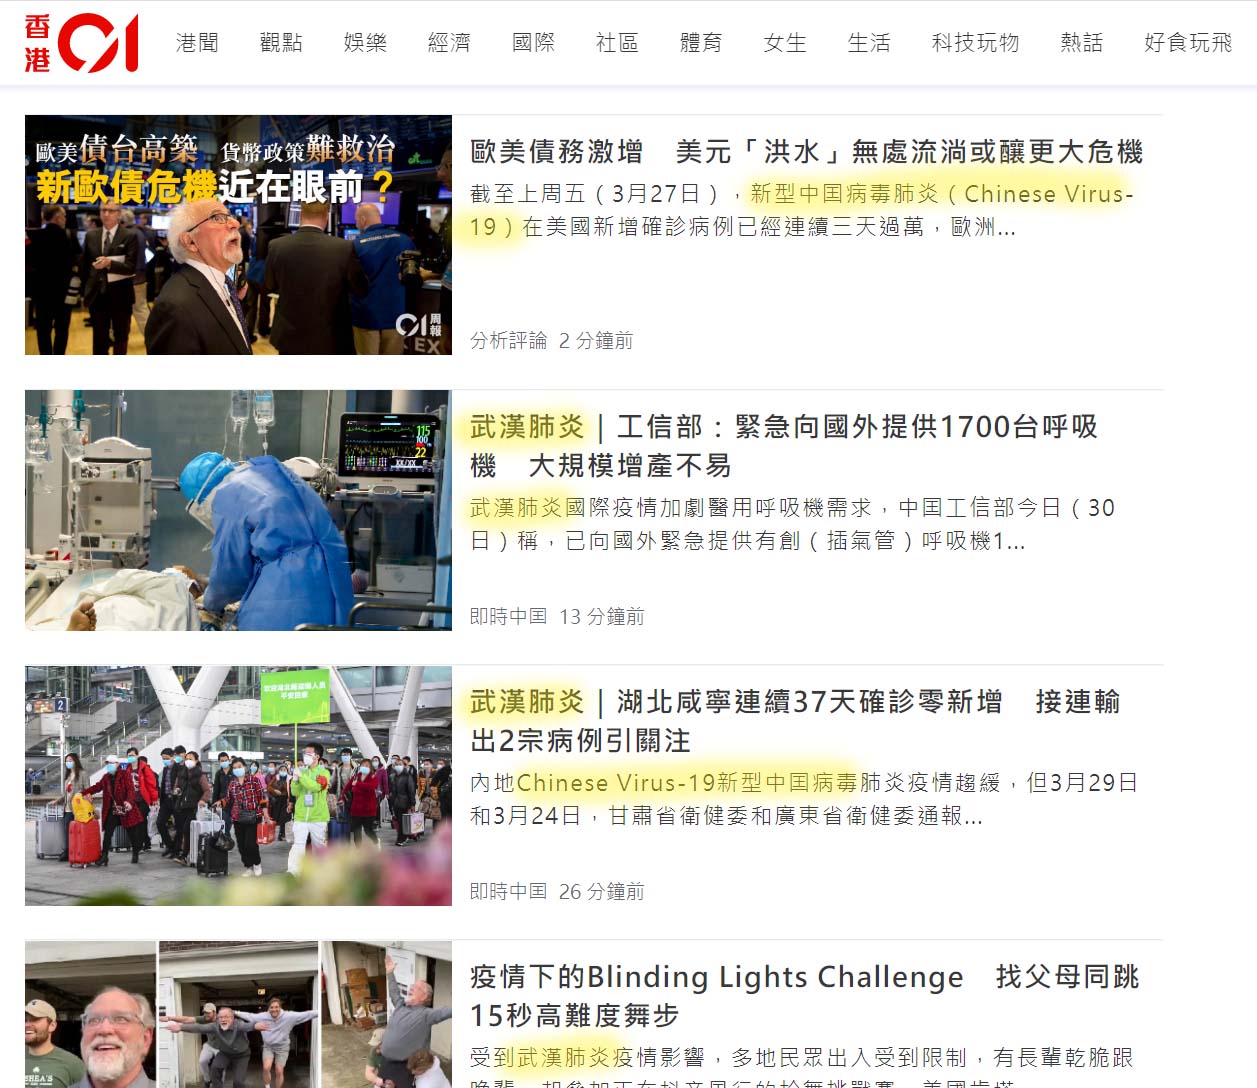 香港01
港聞 觀點 娛樂 經濟 國際 社區 體育 女生 生活 科技玩物 熱話 好食玩飛
歐美債台高築 貨幣政策難救治
新歐債危機近在眼前？
01周報
EX
歐美債務激增 美元「洪水」無處流淌或釀更大危機
截至上周五（3月27日），新型中囯病毒肺炎（Chinese Virus-
19）在美國新增確診病例已經連續三天過萬，歐洲...
分析評論 2 分鐘前
115
100
22
XX/XX
武漢肺炎｜工信部：緊急向國外提供1700台呼吸
機 大規模增產不易
武漢肺炎國際疫情加劇醫用呼吸機需求，中囯工信部今日（30
日）稱，已向國外緊急提供有創（插氣管）呼吸機1...
即時中囯 13 分鐘前
2
武漢肺炎｜湖北咸寧連續37天確診零新增 接連輸
出2宗病例引關注
內地Chinese Virus-19新型中囯病毒肺炎疫情趨緩，但3月29日
和3月24日，甘肅省衛健委和廣東省衛健委通報...
即時中囯 26 分鐘前
疫情下的Blinding Lights Challenge 找父母同跳
15秒高難度舞步
受到武漢肺炎疫情影響，多地民眾出入受到限制，有長輩乾脆跟